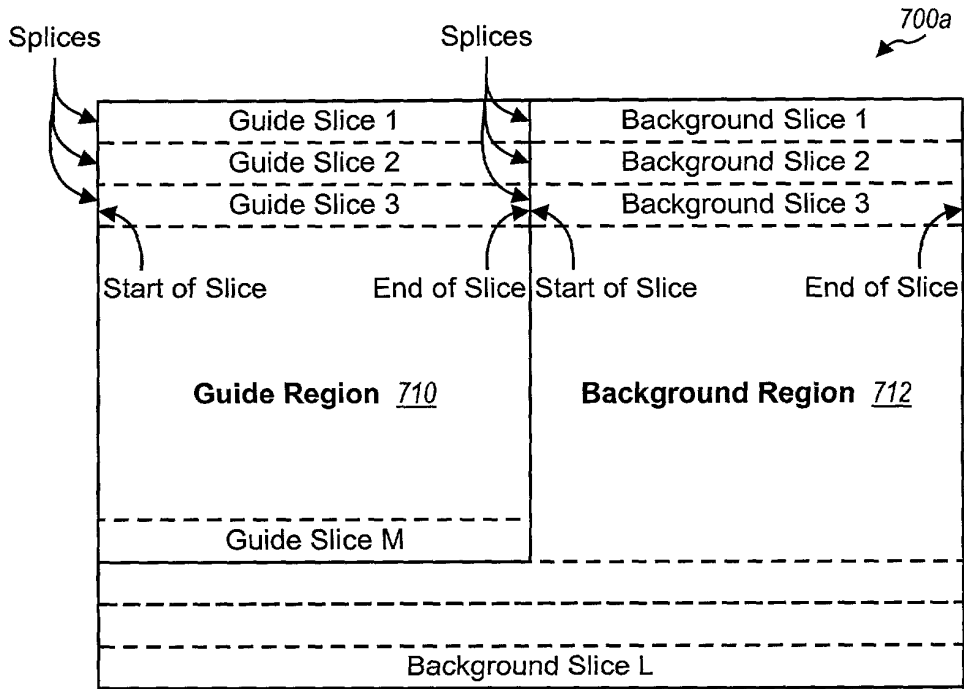 700a
Splices Splices
Guide Slice 1 Background Slice 1
Guide Slice 2 Background Slice 2
Guide Slice 3 Background Slice 3
Start of Slice End of Slice Start of Slice End of Slice
Guide Region 710 Background Region 712
Guide Slice M
Background Slice L